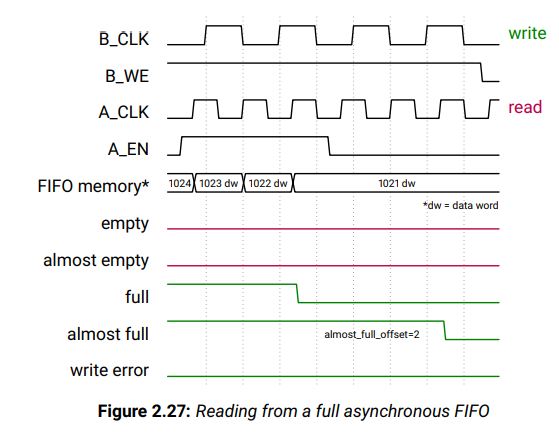 B_CLK write
B_WE
A_CLK read
A_EN
FIFO memory* 1024 1023 dw 1022 dw 1021 dw
*dw = data word
empty
almost empty
full
almost full almost_full_offset=2
write error
Figure 2.27: Reading from a full asynchronous FIFO